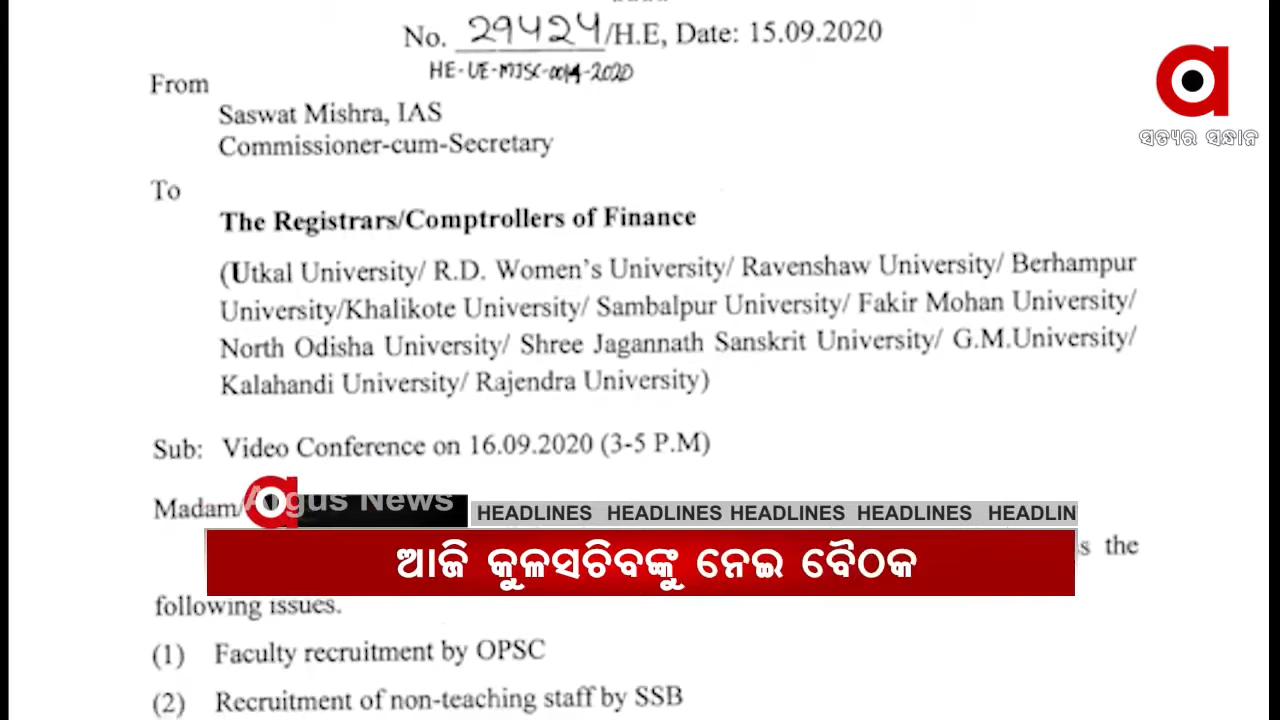 No. 29424/H.E, Date: 15.09.2020
HE-UE-MISC-0014-2020
From
Saswat Mishra, IAS
Commissioner-cum-Secretary
ସତ୍ୟର ସନ୍ଧାନ
To
The Registrars/Comptrollers of Finance
(Utkal University/ R.D. Women's University/ Ravenshaw University/ Berhampur
University/Khalikote University/ Sambalpur University/ Fakir Mohan University/
North Odisha University/ Shree Jagannath Sanskrit University/ G.M.University/
Kalahandi University/ Rajendra University)
Sub: Video Conference on 16.09.2020 (3-5 P.M)
Madam/
Argus News
HEADLINES HEADLINES HEADLINES HEADLINES HEADLIN
ଆଜି କୁଳସଚିବଙ୍କୁ ନେଇ ବୈଠକ
the
following issues.
(1) Faculty recruitment by OPSC
(2) Recruitment of non-teaching staff by SSB